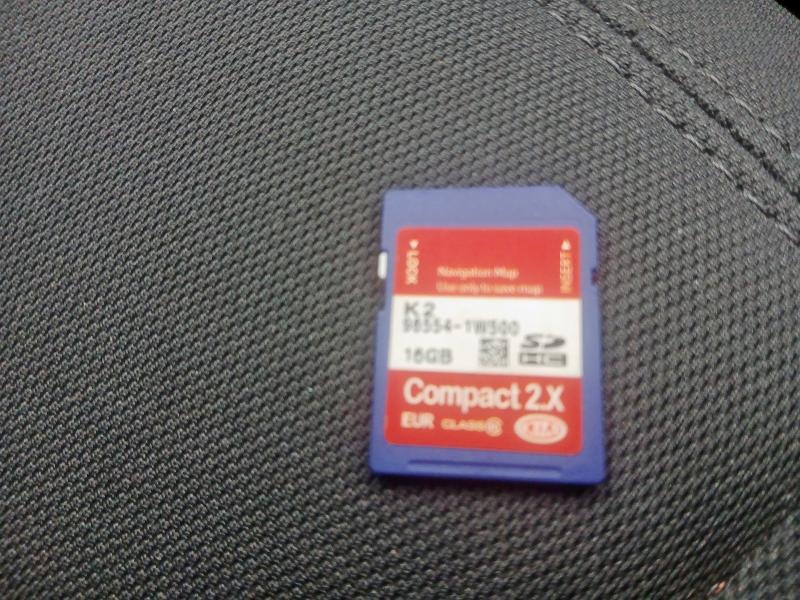 LOCK
INSERT
Navigation Map
Use only to save map
K2
96554-1W500
16GB
SD
HC
Compact 2.X
EUR CLASS 6 KIA